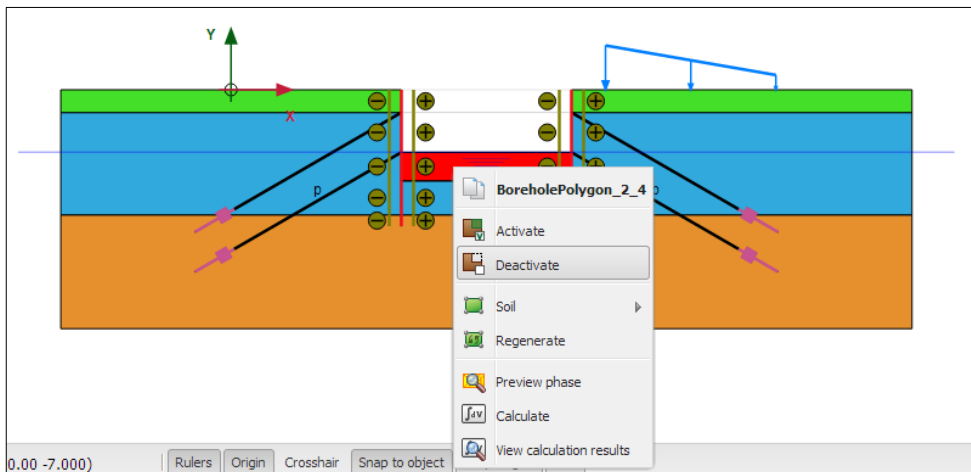 Y
X
p
p
BoreholePolygon_2_4
Activate
Deactivate
Soil
Regenerate
Preview phase
∫dv Calculate
View calculation results
0.00 -7.000) Rulers Origin Crosshair Snap to object